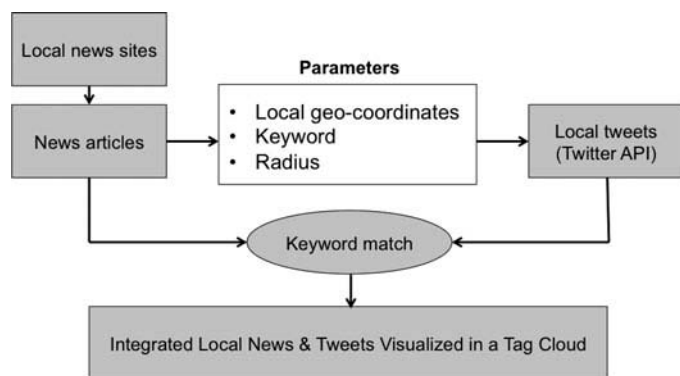 Local news sites
Parameters
News articles
• Local geo-coordinates
• Keyword
• Radius
Local tweets
(Twitter API)
Keyword match
Integrated Local News & Tweets Visualized in a Tag Cloud